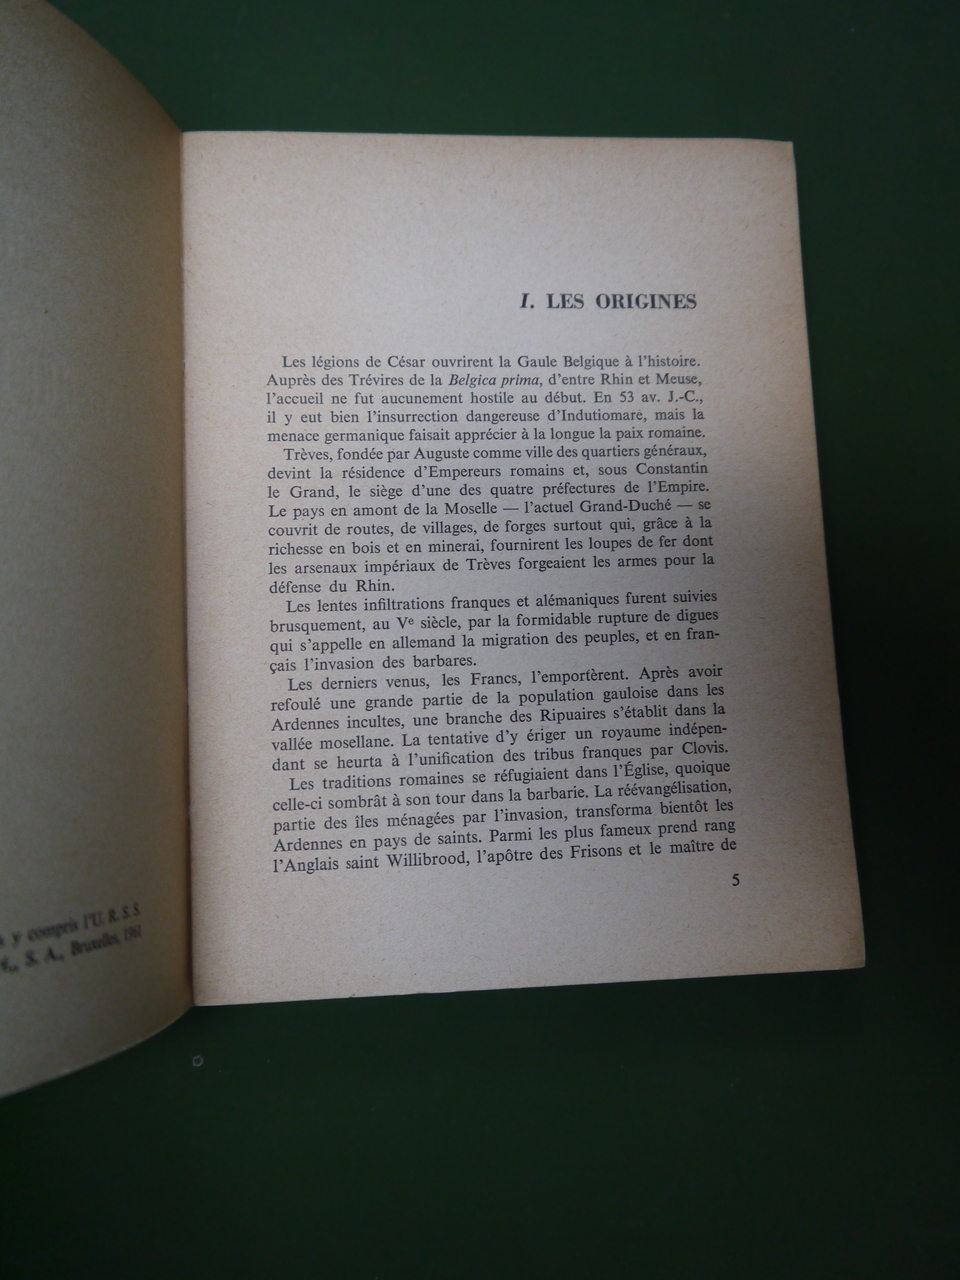 y compris l'U. R. S. S.
S. A., Bruxelles, 1961
I. LES ORIGINES
Les légions de César ouvrirent la Gaule Belgique à l'histoire.
Auprès des Trévires de la Belgica prima, d'entre Rhin et Meuse,
l'accueil ne fut aucunement hostile au début. En 53 av. J.-C.,
il y eut bien l'insurrection dangereuse d'Indutiomare, mais la
menace germanique faisait apprécier à la longue la paix romaine.
Trèves, fondée par Auguste comme ville des quartiers généraux,
devint la résidence d'Empereurs romains et, sous Constantin
le Grand, le siège d'une des quatre préfectures de l'Empire.
Le pays en amont de la Moselle — l'actuel Grand-Duché — se
couvrit de routes, de villages, de forges surtout qui, grâce à la
richesse en bois et en minerai, fournirent les loupes de fer dont
les arsenaux impériaux de Trèves forgeaient les armes pour la
défense du Rhin.
Les lentes infiltrations franques et alémaniques furent suivies
brusquement, au Ve siècle, par la formidable rupture de digues
qui s'appelle en allemand la migration des peuples, et en fran-
çais l'invasion des barbares.
Les derniers venus, les Francs, l'emportèrent. Après avoir
refoulé une grande partie de la population gauloise dans les
Ardennes incultes, une branche des Ripuaires s'établit dans la
vallée mosellane. La tentative d'y ériger un royaume indépen-
dant se heurta à l'unification des tribus franques par Clovis.
Les traditions romaines se réfugiaient dans l'Église, quoique
celle-ci sombrât à son tour dans la barbarie. La réévangélisation,
partie des îles ménagées par l'invasion, transforma bientôt les
Ardennes en pays de saints. Parmi les plus fameux prend rang
l'Anglais saint Willibrood, l'apôtre des Frisons et le maître de
5